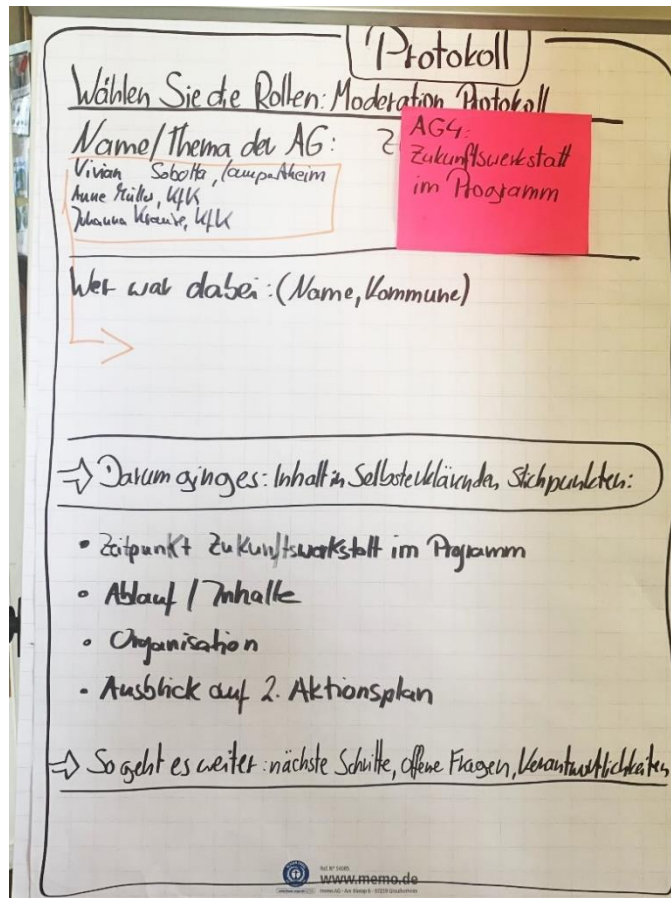 Protokoll
Wählen Sie die Rollen: Moderation Protokoll
Name/Thema der AG: Z
AG4:
Zukunftswerkstatt
im Programm
Vivian Sobotta, Lampertheim
Anne Müller, KfK
Johanna Krause, KfK
Wer war dabei: (Name, Kommune)
⇒ Darum ging es: Inhalt in Selbsterklärenden Stichpunkten:
• Zeitpunkt Zukunftswerkstatt im Programm
• Ablauf / Inhalte
• Organisation
• Ausblick auf 2. Aktionsplan
⇒ So geht es weiter: nächste Schritte, offene Fragen, Verantwortlichkeiten
www.memo.de